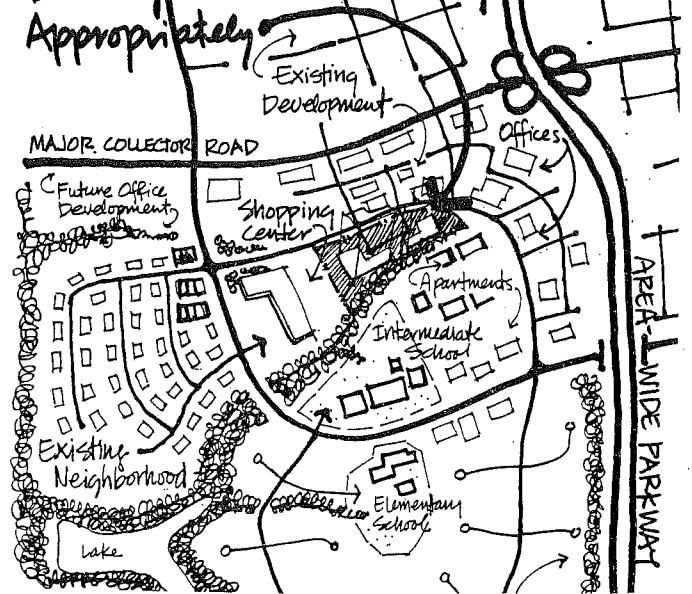 Appropriately
Existing
Development
MAJOR COLLECTOR ROAD
Offices
Future Office
Development
Shopping
Center
Apartments
Intermediate
School
AREA-WIDE PARKWAY
Existing
Neighborhood
Elementary
Schools
Lake